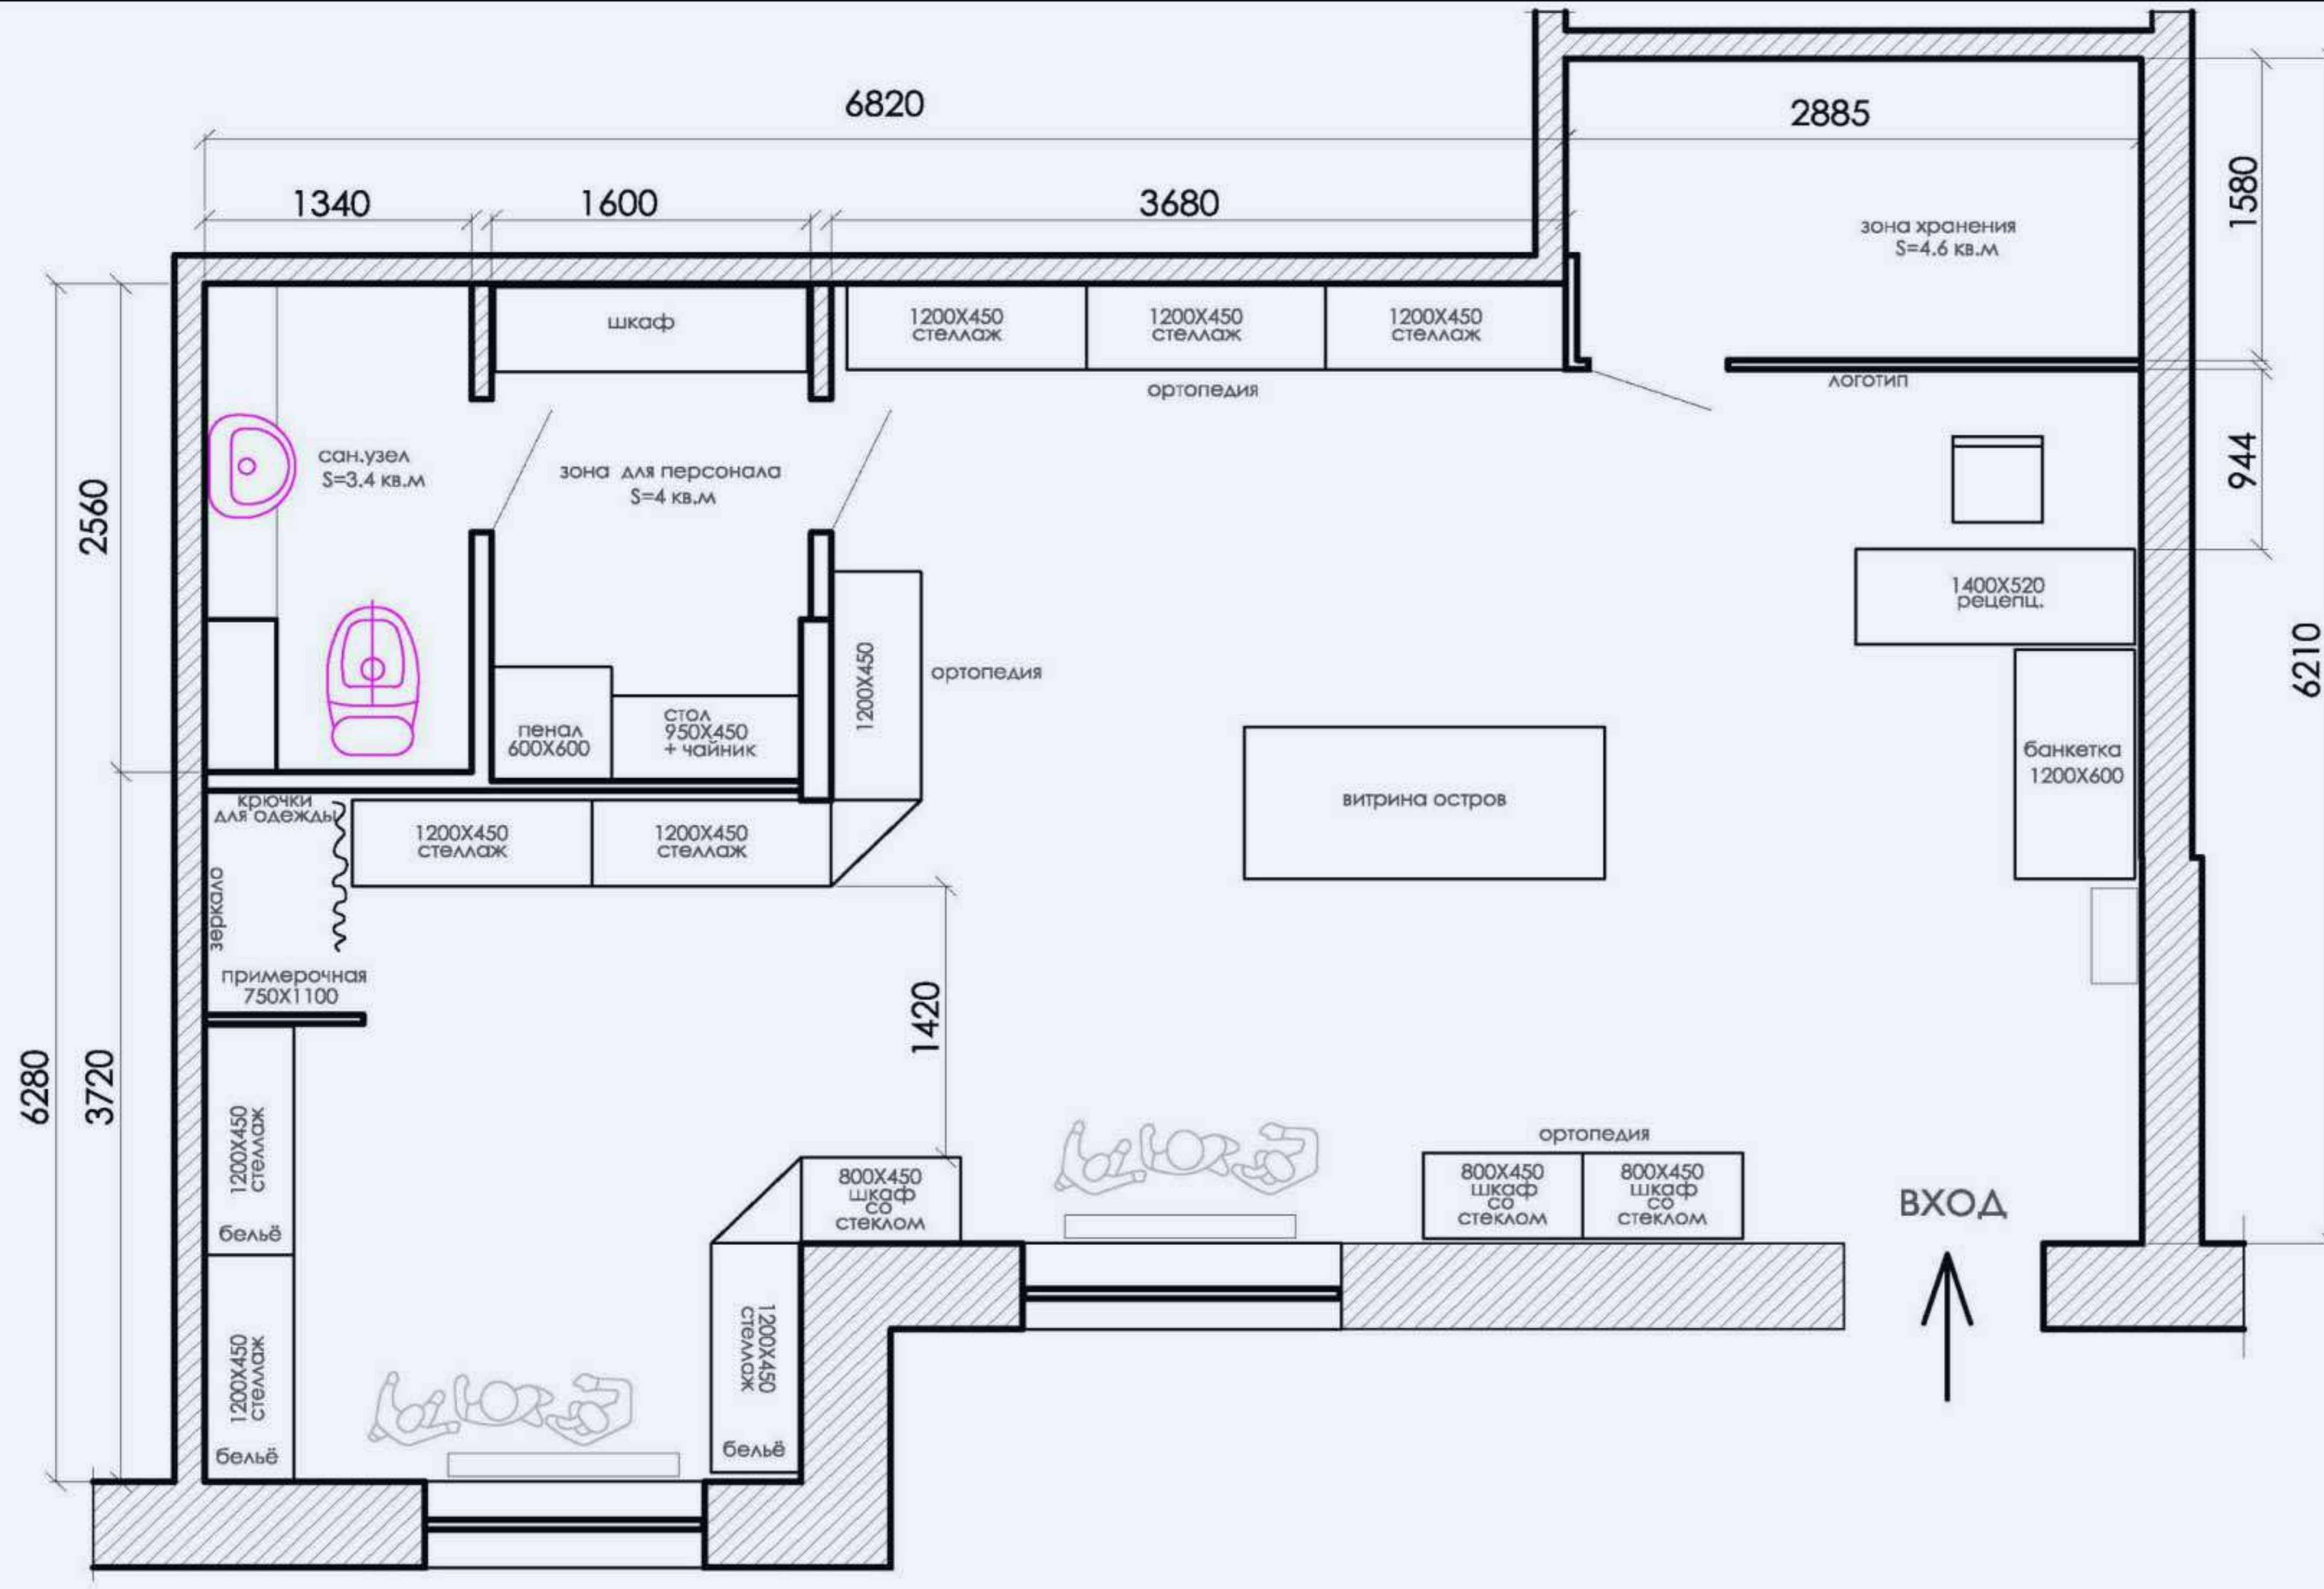 6820
2885
1340
1600
3680
1580
зона хранения
S=4.6 кв.м
шкаф
1200X450
стеллаж
1200X450
стеллаж
1200X450
стеллаж
ортопедия
логотип
944
сан.узел
S=3.4 кв.м
зона для персонала
S=4 кв.м
2560
1400X520
рецепц.
6210
1200X450
ортопедия
пенал
600X600
стол
950X450
+ чайник
банкетка
1200X600
витрина остров
крючки
для одежды
1200X450
стеллаж
1200X450
стеллаж
зеркало
примерочная
750X1100
1420
6280
3720
1200X450
стеллаж
бельё
800X450
шкаф
со
стеклом
ортопедия
800X450
шкаф
со
стеклом
800X450
шкаф
со
стеклом
ВХОД
1200X450
стеллаж
бельё
1200X450
стеллаж
бельё